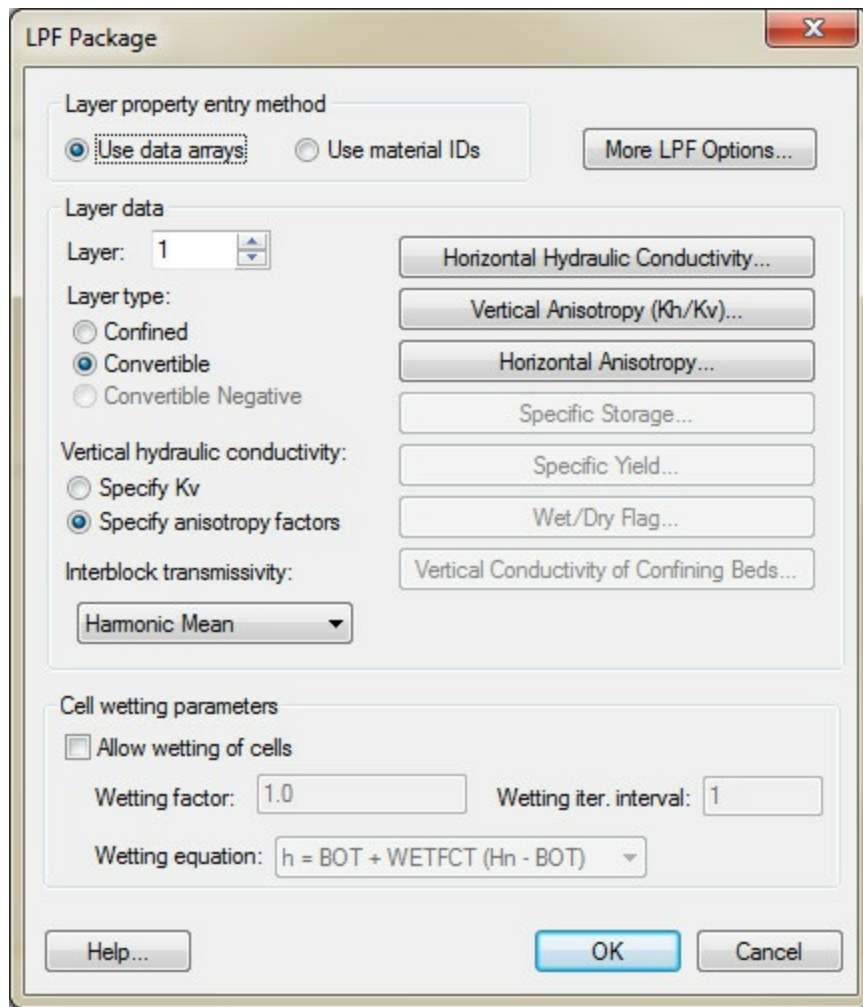 LPF Package
Layer property entry method
Use data arrays Use material IDs More LPF Options...
Layer data
Layer: 1
Horizontal Hydraulic Conductivity...
Layer type:
Vertical Anisotropy (Kh/Kv)...
Confined
Convertible
Horizontal Anisotropy...
Convertible Negative
Specific Storage...
Vertical hydraulic conductivity:
Specific Yield...
Specify Kv
Specify anisotropy factors
Wet/Dry Flag...
Interblock transmissivity:
Vertical Conductivity of Confining Beds...
Harmonic Mean
Cell wetting parameters
Allow wetting of cells
Wetting factor: 1.0 Wetting iter. interval: 1
Wetting equation: h = BOT + WETFCT (Hn - BOT)
Help... OK Cancel